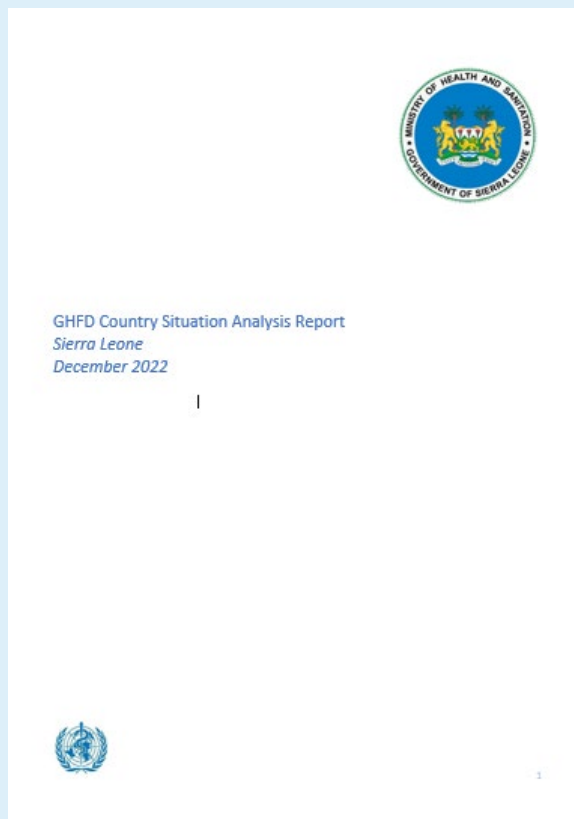 MINISTRY OF HEALTH AND SANITATION
GOVERNMENT OF SIERRA LEONE
GHFD Country Situation Analysis Report
Sierra Leone
December 2022
1